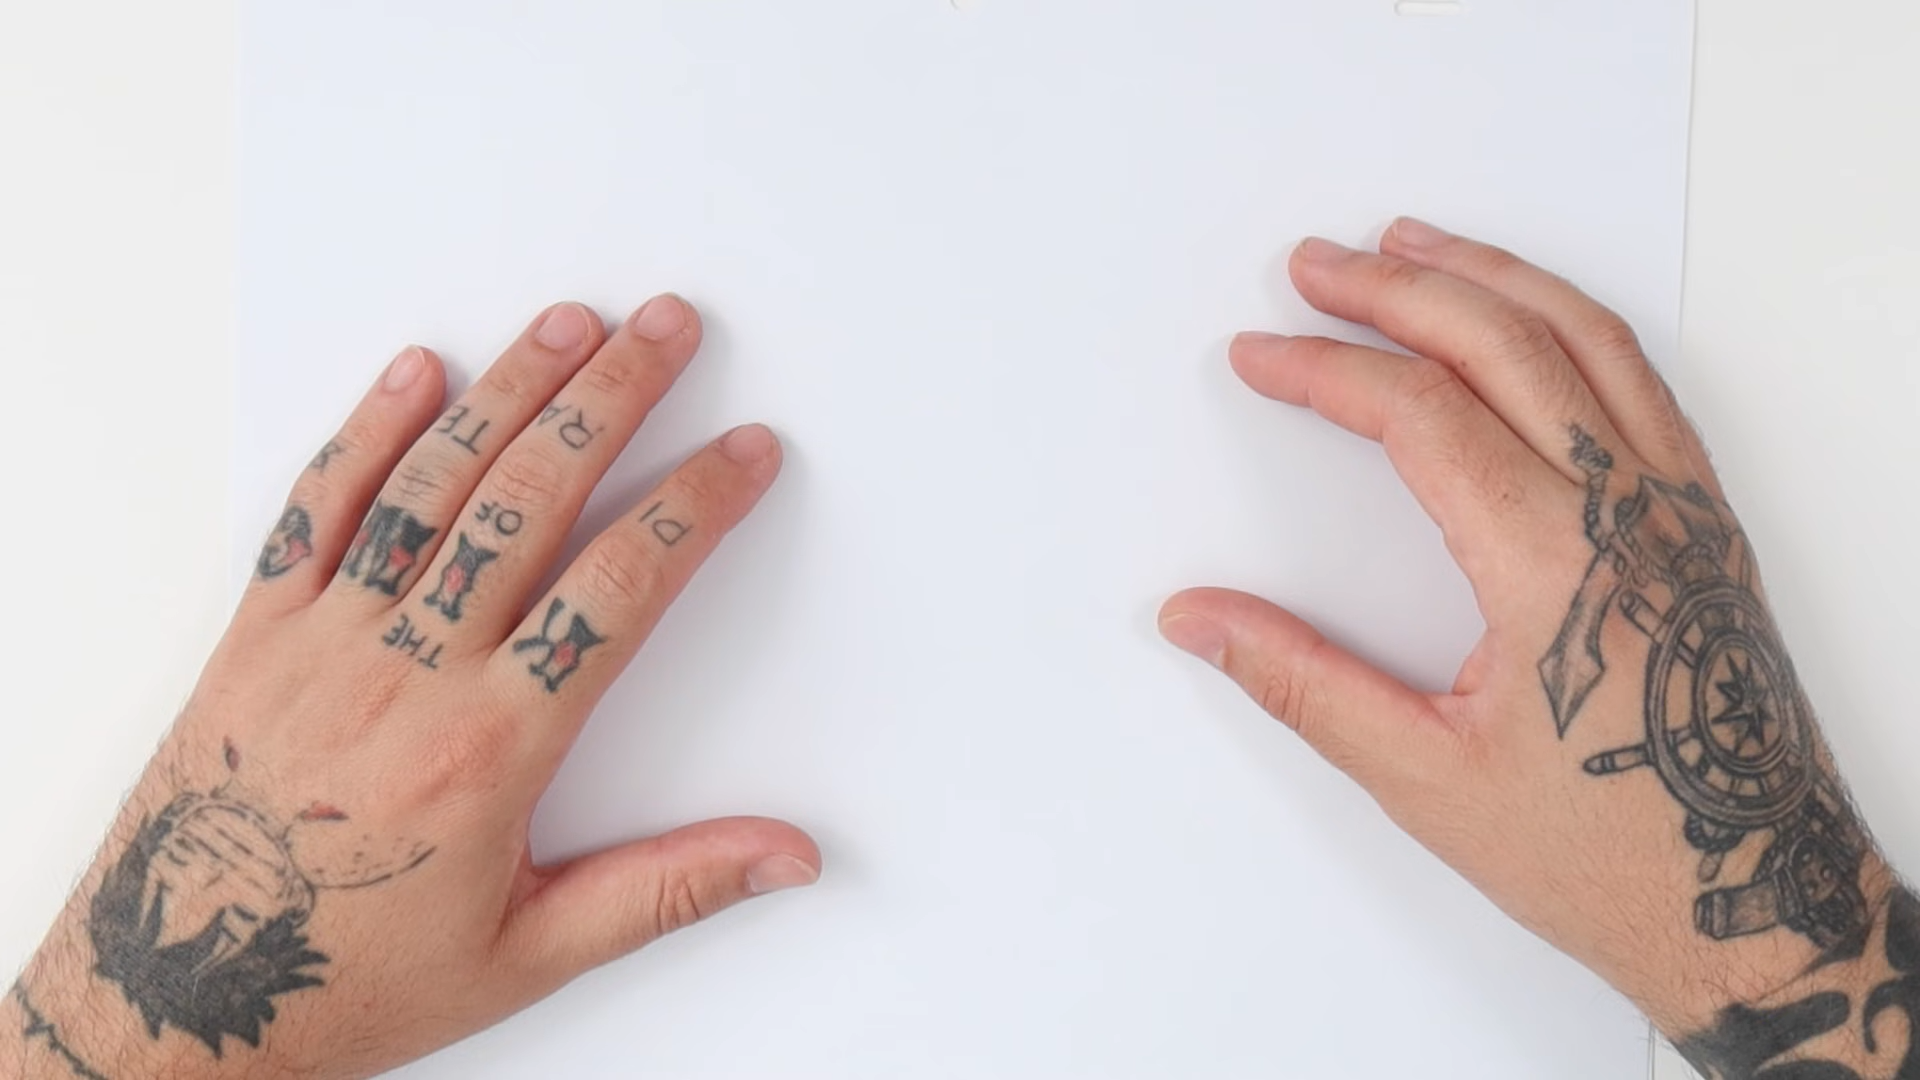 PI RA TE
OF
THE